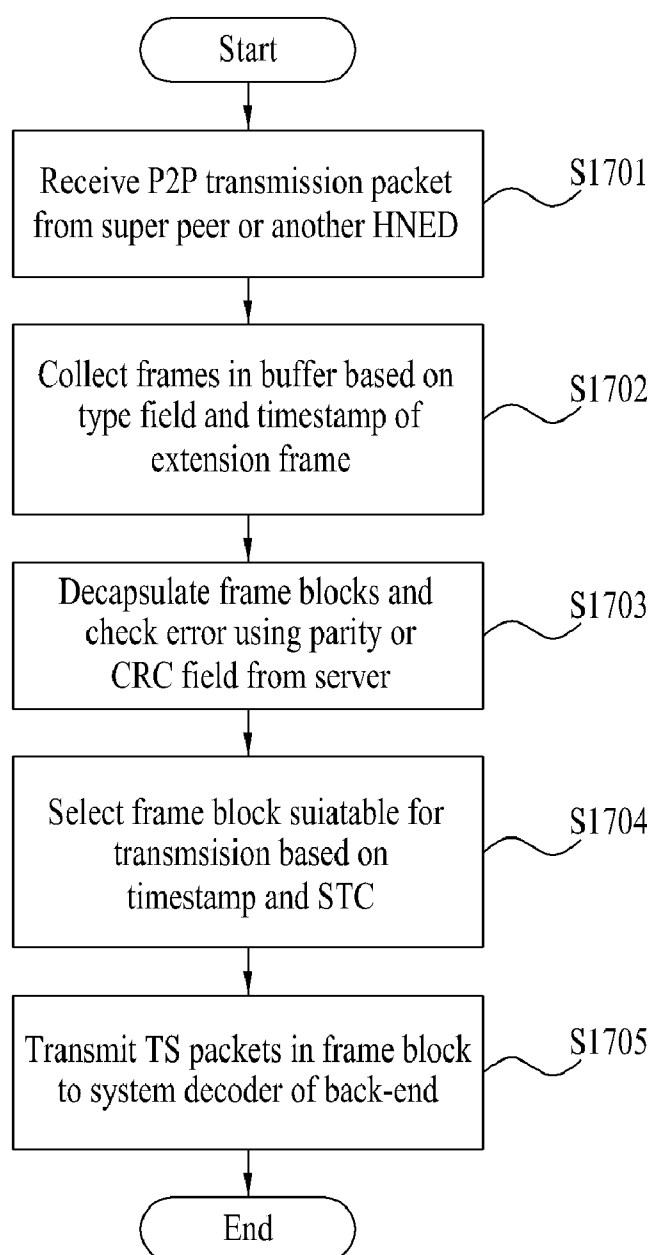 Start
Receive P2P transmission packet
from super peer or another HNED
S1701
Collect frames in buffer based on
type field and timestamp of
extension frame
S1702
Decapsulate frame blocks and
check error using parity or
CRC field from server
S1703
Select frame block suiatable for
transmsision based on
timestamp and STC
S1704
Transmit TS packets in frame block
to system decoder of back-end
S1705
End